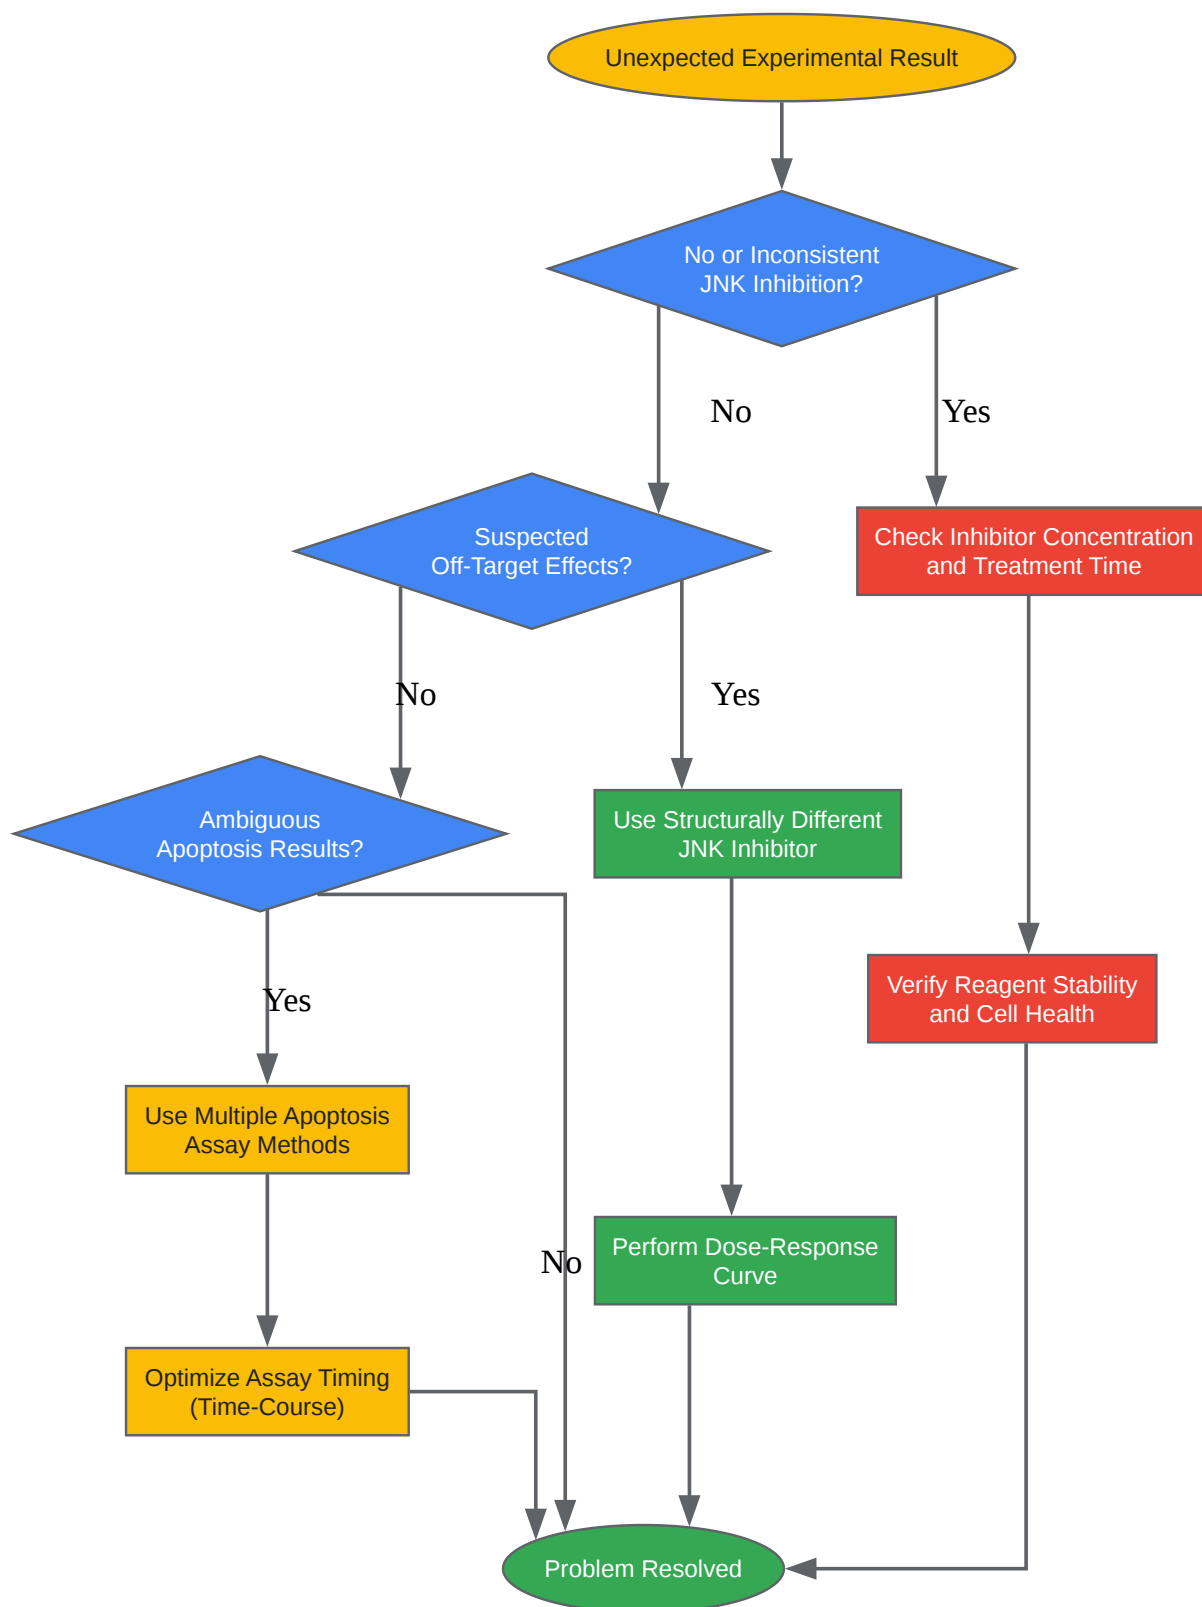 Unexpected Experimental Result
No or Inconsistent
JNK Inhibition?
No
Yes
Suspected
Off-Target Effects?
Check Inhibitor Concentration
and Treatment Time
No
Yes
Ambiguous
Apoptosis Results?
Use Structurally Different
JNK Inhibitor
Yes
Verify Reagent Stability
and Cell Health
Use Multiple Apoptosis
Assay Methods
No
Perform Dose-Response
Curve
Optimize Assay Timing
(Time-Course)
Problem Resolved